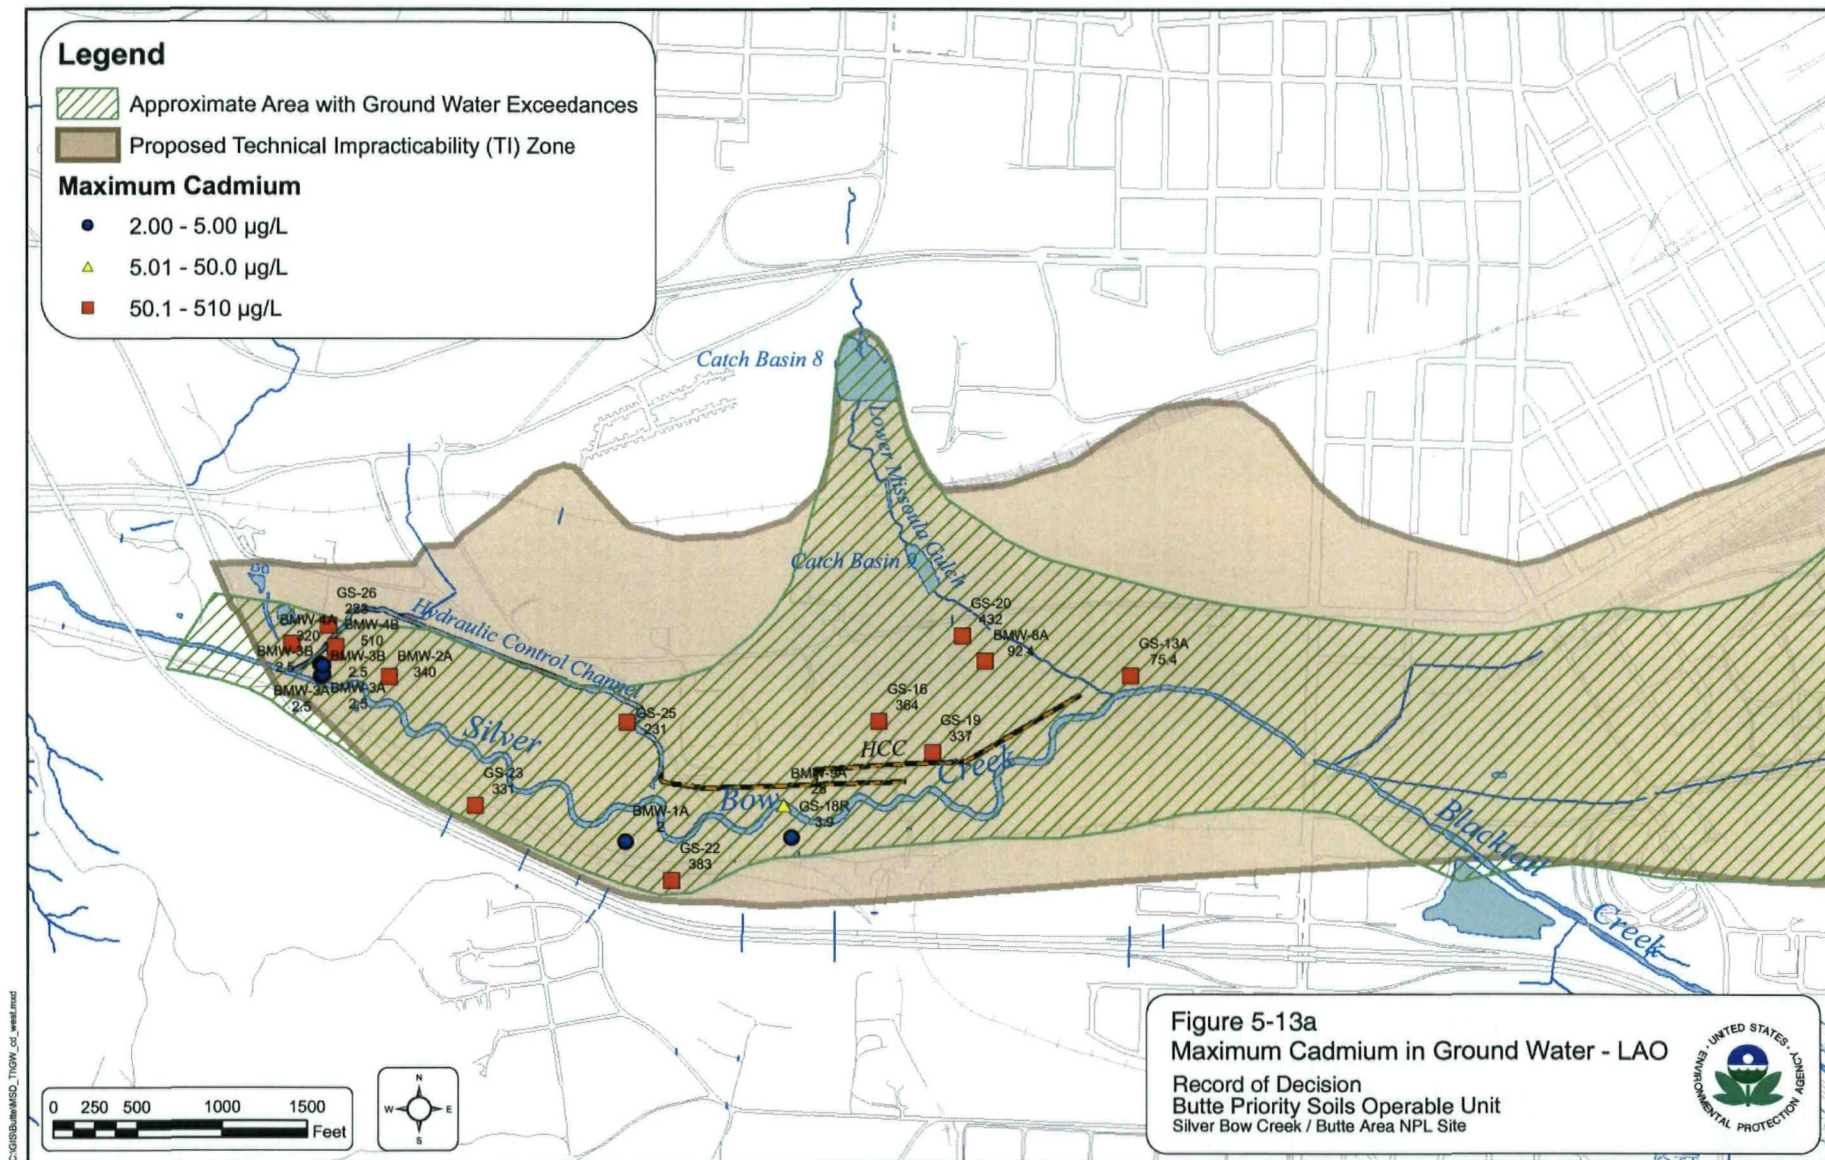 Legend
Approximate Area with Ground Water Exceedances
Proposed Technical Impracticability (TI) Zone
Maximum Cadmium
2.00 - 5.00 µg/L
5.01 - 50.0 µg/L
50.1 - 510 µg/L
Catch Basin 8
Lower Missoula Gulch
Catch Basin 9
Hydraulic Control Channel
GS-26
223
BMW-4A
320
BMW-4B
510
BMW-3B
2.5
BMW-3B
2.5
BMW-2A
340
BMW-3A
2.5
BMW-3A
2.5
GS-20
432
BMW-8A
92.4
GS-13A
75.4
GS-16
364
GS-19
337
GS-25
231
HCC
Silver
Bow
Creek
GS-23
331
BMW-9A
28
BMW-1A
2
GS-18R
3.9
GS-22
383
Blacktail
Creek
Figure 5-13a
Maximum Cadmium in Ground Water - LAO
Record of Decision
Butte Priority Soils Operable Unit
Silver Bow Creek / Butte Area NPL Site
UNITED STATES
ENVIRONMENTAL PROTECTION AGENCY
0 250 500 1000 1500
Feet
N
W E
S